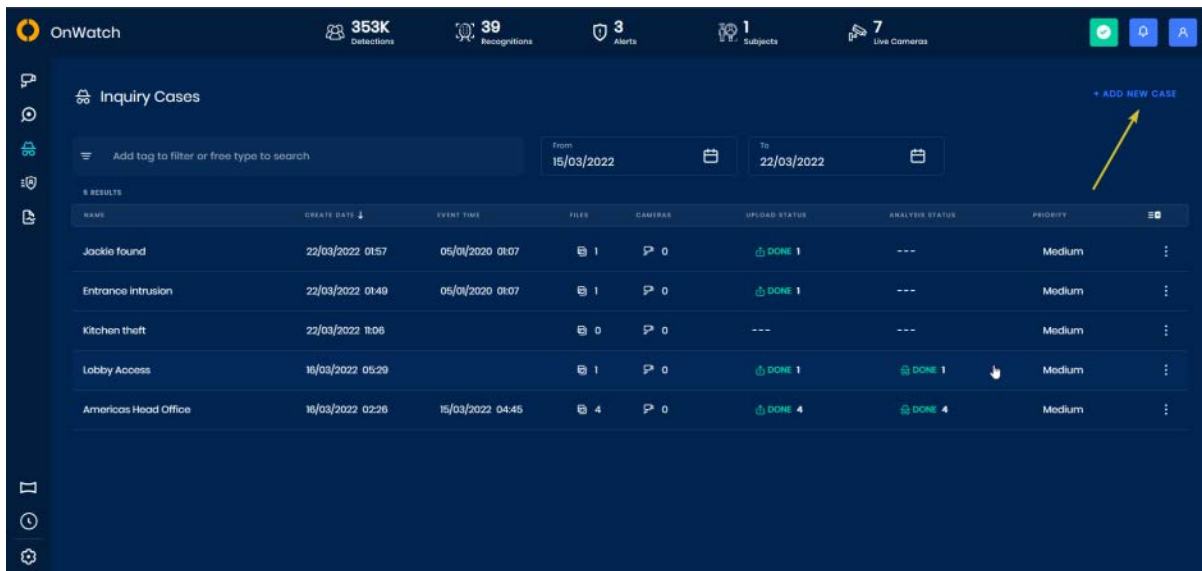 OnWatch
353K Detections
39 Recognitions
3 Alerts
1 Subjects
7 Live Cameras
Inquiry Cases
+ ADD NEW CASE
Add tag to filter or free type to search
From
15/03/2022
To
22/03/2022
5 RESULTS
NAME CREATE DATE EVENT TIME FILES CAMERAS UPLOAD STATUS ANALYSIS STATUS PRIORITY
Jackie found 22/03/2022 01:57 05/01/2020 01:07 1 0 DONE 1 --- Medium
Entrance intrusion 22/03/2022 01:49 05/01/2020 01:07 1 0 DONE 1 --- Medium
Kitchen theft 22/03/2022 11:06 0 0 --- --- Medium
Lobby Access 16/03/2022 05:29 1 0 DONE 1 DONE 1 Medium
Americas Head Office 16/03/2022 02:26 15/03/2022 04:45 4 0 DONE 4 DONE 4 Medium